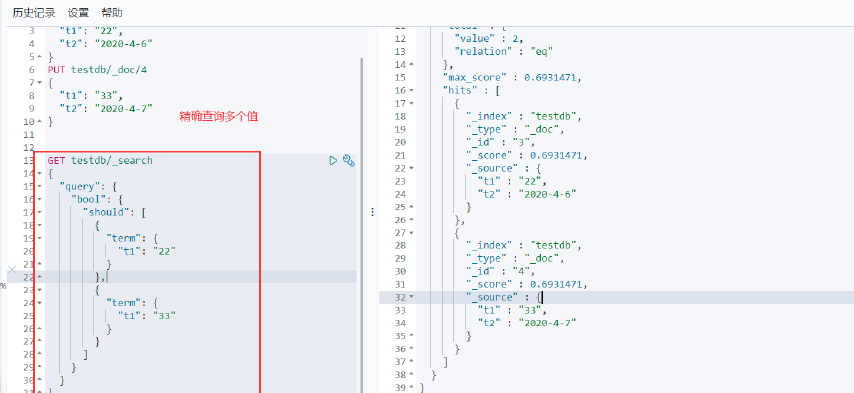 历史记录 设置 帮助
3 "t1": "22",
4 "t2": "2020-4-6"
5 }
6 PUT testdb/_doc/4
7 {
8 "t1": "33",
9 "t2": "2020-4-7"
10 }
精确查询多个值
11
12
13 GET testdb/_search
14 {
15 "query": {
16 "bool": {
17 "should": [
18 {
19 "term": {
20 "t1": "22"
21 }
22 },
23 {
24 "term": {
25 "t1": "33"
26 }
27 }
28 ]
29 }
30 }
%
12 "value" : 2,
13 "relation" : "eq"
14 },
15 "max_score" : 0.6931471,
16 "hits" : [
17 {
18 "_index" : "testdb",
19 "_type" : "_doc",
20 "_id" : "3",
21 "_score" : 0.6931471,
22 "_source" : {
23 "t1" : "22",
24 "t2" : "2020-4-6"
25 }
26 },
27 {
28 "_index" : "testdb",
29 "_type" : "_doc",
30 "_id" : "4",
31 "_score" : 0.6931471,
32 "_source" : {
33 "t1" : "33",
34 "t2" : "2020-4-7"
35 }
36 }
37 ]
38 }
39 }